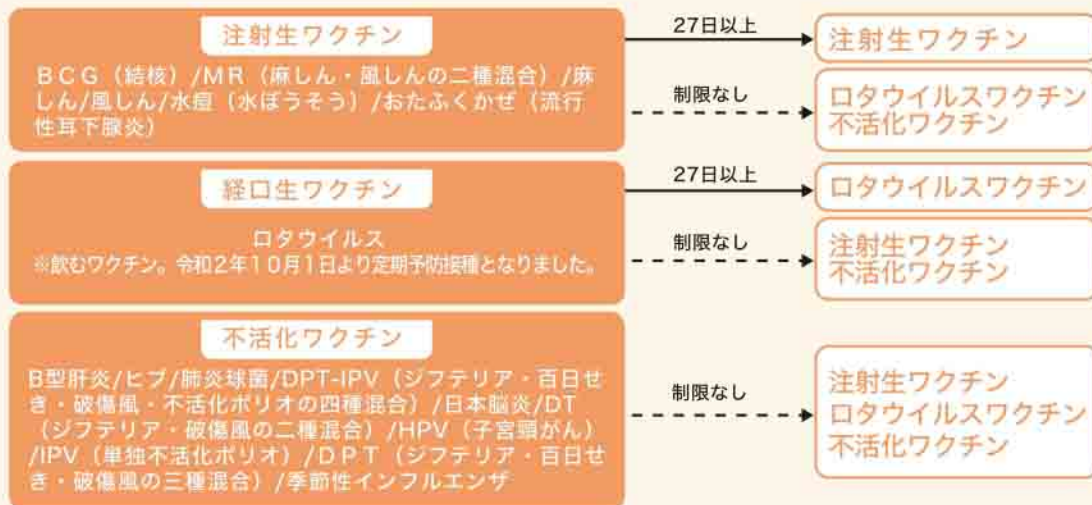 注射生ワクチン
BCG（結核）/MR（麻しん・風しんの二種混合）/麻
しん/風しん/水痘（水ぼうそう）/おたふくかぜ（流行
性耳下腺炎）
27日以上
注射生ワクチン
制限なし
ロタウイルスワクチン
不活化ワクチン
経口生ワクチン
ロタウイルス
※飲むワクチン。令和2年10月1日より定期予防接種となりました。
27日以上
ロタウイルスワクチン
制限なし
注射生ワクチン
不活化ワクチン
不活化ワクチン
B型肝炎/ヒブ/肺炎球菌/DPT-IPV（ジフテリア・百日せ
き・破傷風・不活化ポリオの四種混合）/日本脳炎/DT
（ジフテリア・破傷風の二種混合）/HPV（子宮頸がん）
/IPV（単独不活化ポリオ）/DPT（ジフテリア・百日せ
き・破傷風の三種混合）/季節性インフルエンザ
制限なし
注射生ワクチン
ロタウイルスワクチン
不活化ワクチン